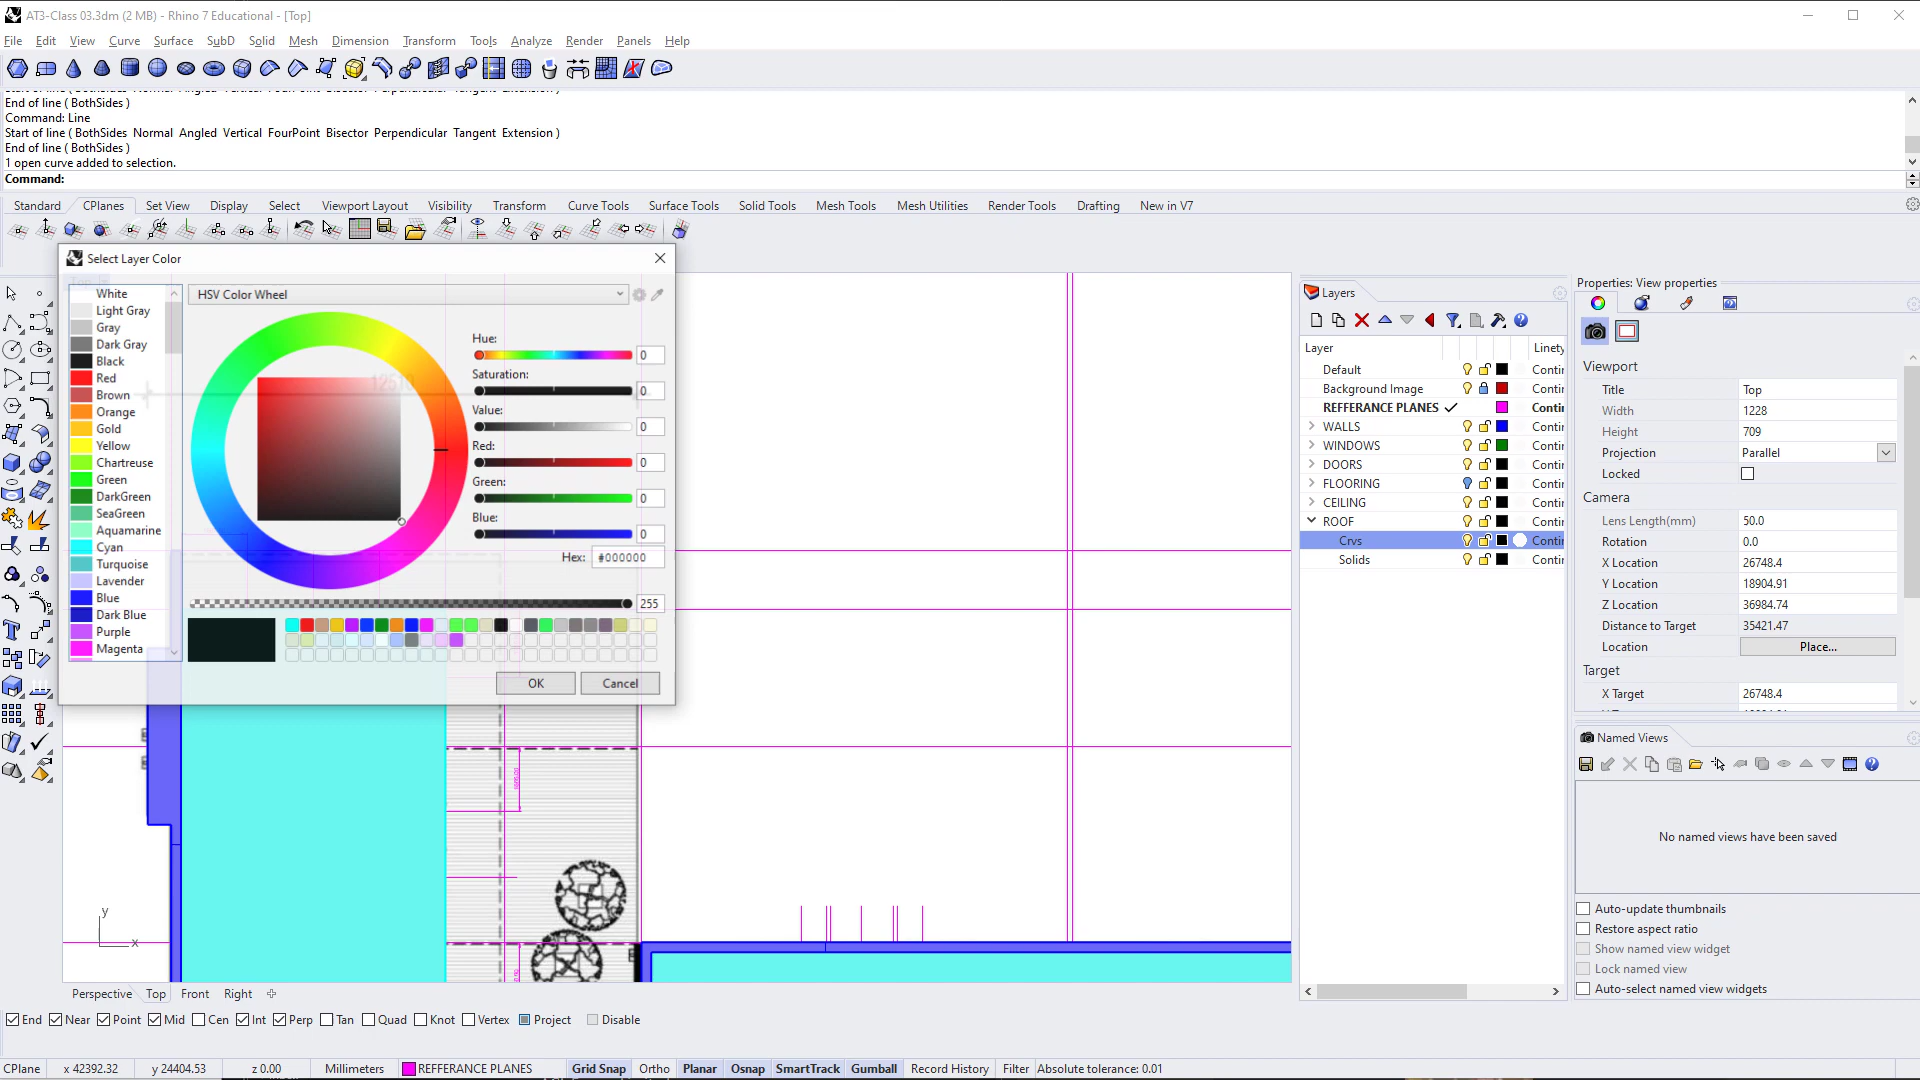 AT3-Class 03.3dm (2 MB) - Rhino 7 Educational - [Top]
File Edit View Curve Surface SubD Solid Mesh Dimension Transform Tools Analyze Render Panels Help
End of line ( BothSides )
Command: Line
Start of line ( BothSides Normal Angled Vertical FourPoint Bisector Perpendicular Tangent Extension )
End of line ( BothSides )
1 open curve added to selection.
Command:
Standard CPlanes Set View Display Select Viewport Layout Visibility Transform Curve Tools Surface Tools Solid Tools Mesh Tools Mesh Utilities Render Tools Drafting New in V7
Select Layer Color
White
Light Gray
Gray
Dark Gray
Black
Red
Brown
Orange
Gold
Yellow
Chartreuse
Green
DarkGreen
SeaGreen
Aquamarine
Cyan
Turquoise
Lavender
Blue
Dark Blue
Purple
Magenta
HSV Color Wheel
Hue: 0
Saturation: 0
Value: 0
Red: 0
Green: 0
Blue: 0
Hex: #000000
255
OK Cancel
Layers
Layer Linety
Default Contin
Background Image Contin
REFFERANCE PLANES Contin
WALLS Contin
WINDOWS Contin
DOORS Contin
FLOORING Contin
CEILING Contin
ROOF Contin
Crvs Contin
Solids Contin
Properties: View properties
Viewport
Title Top
Width 1228
Height 709
Projection Parallel
Locked
Camera
Lens Length(mm) 50.0
Rotation 0.0
X Location 26748.4
Y Location 18904.91
Z Location 36984.74
Distance to Target 35421.47
Location Place...
Target
X Target 26748.4
Named Views
No named views have been saved
Auto-update thumbnails
Restore aspect ratio
Show named view widget
Lock named view
Auto-select named view widgets
y
x
Perspective Top Front Right
End Near Point Mid Cen Int Perp Tan Quad Knot Vertex Project Disable
CPlane x 42392.32 y 24404.53 z 0.00 Millimeters REFFERANCE PLANES Grid Snap Ortho Planar Osnap SmartTrack Gumball Record History Filter Absolute tolerance: 0.01